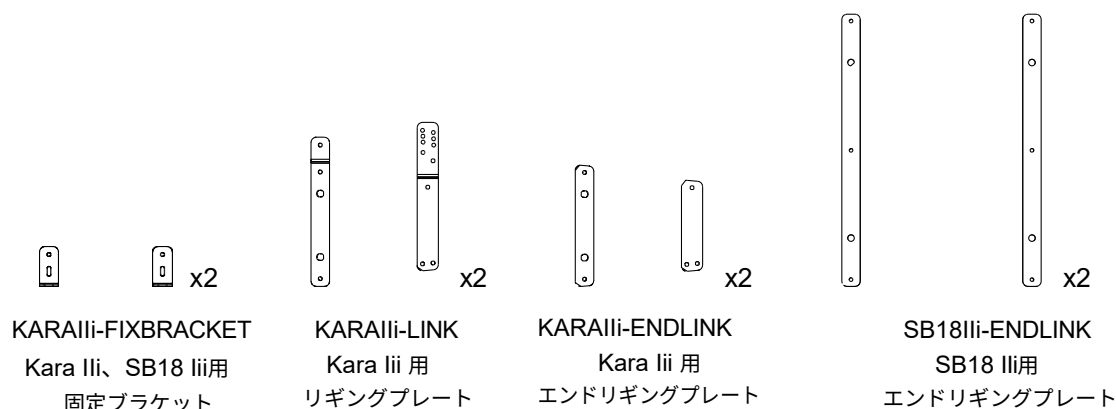 x2
x2
x2
x2
KARAIIi-FIXBRACKET
Kara IIi、SB18 Iii用
固定ブラケット
KARAIIi-LINK
Kara Iii 用
リギングプレート
KARAIIi-ENDLINK
Kara Iii 用
エンドリギングプレート
SB18IIi-ENDLINK
SB18 IIi用
エンドリギングプレート